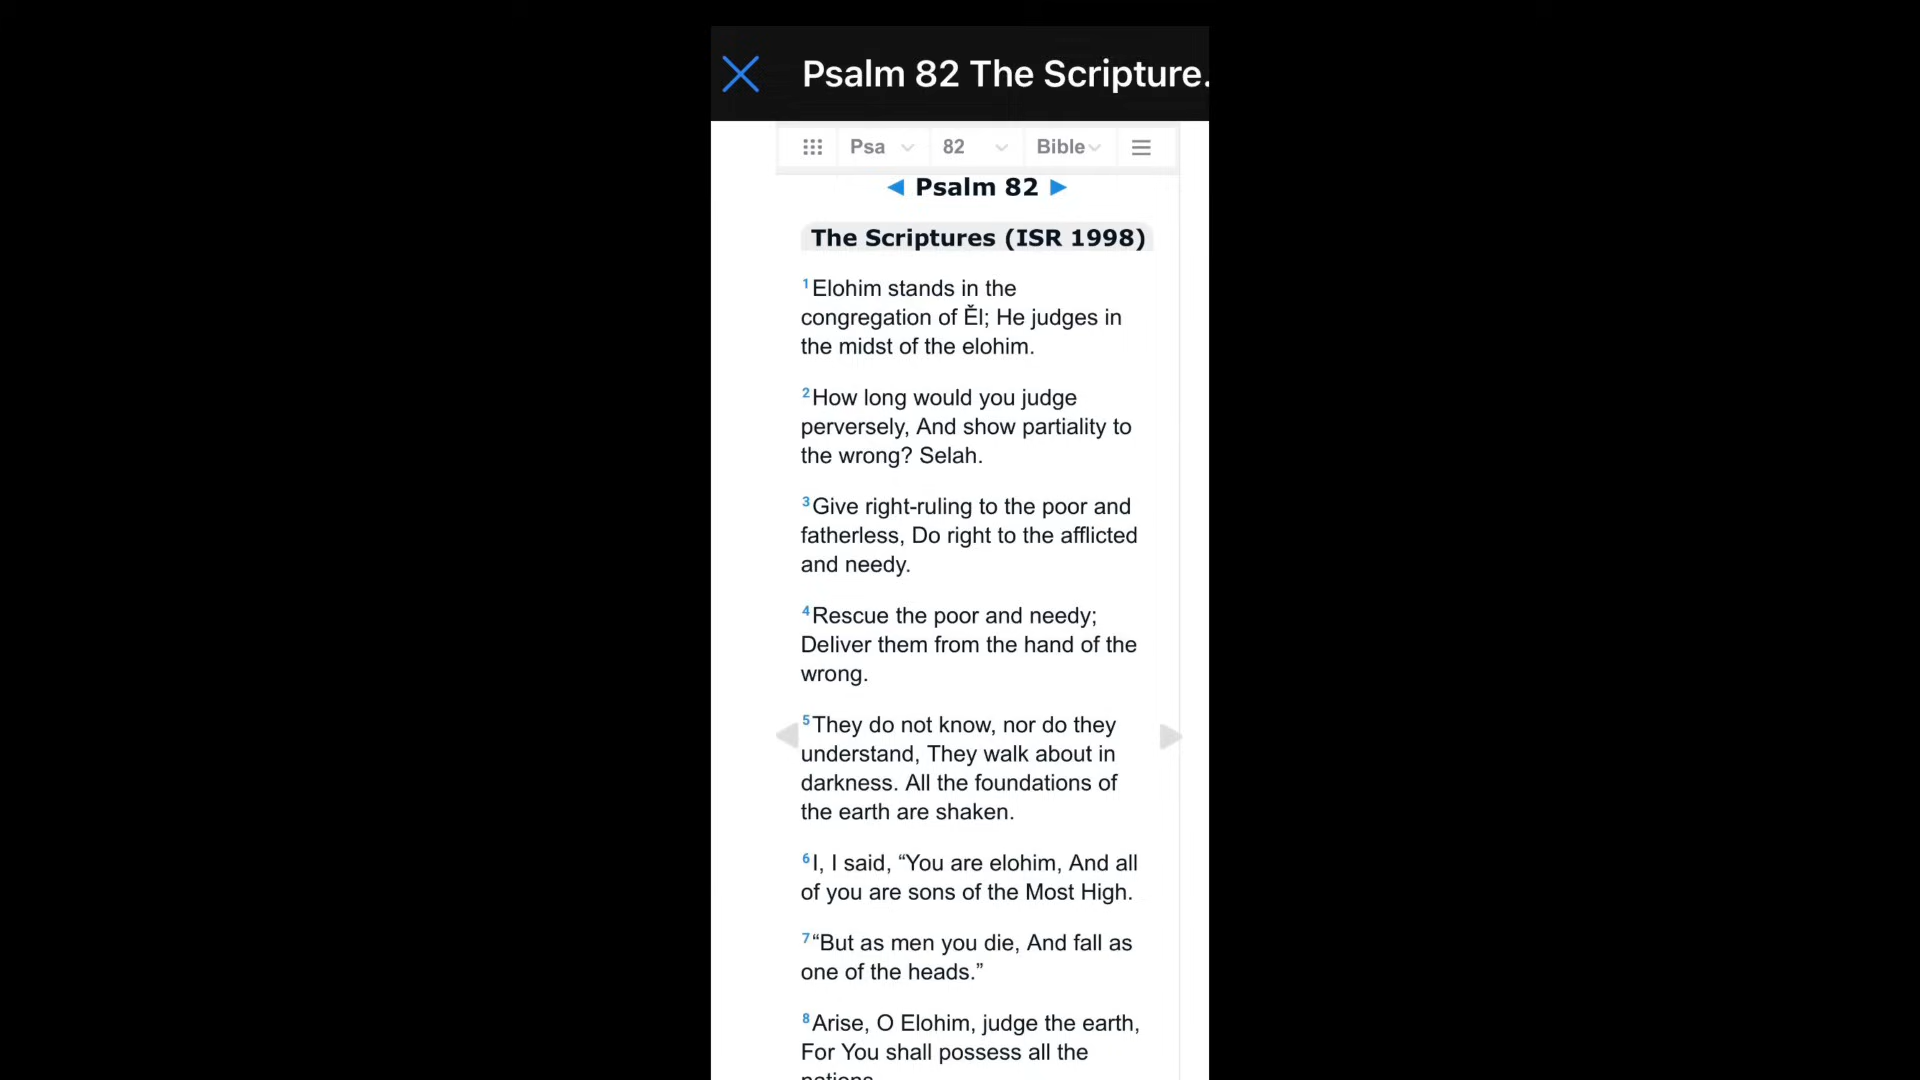 Psalm 82 The Scripture.
Psa 82 Bible
Psalm 82
The Scriptures (ISR 1998)
1Elohim stands in the
congregation of Ěl; He judges in
the midst of the elohim.
2How long would you judge
perversely, And show partiality to
the wrong? Selah.
3Give right-ruling to the poor and
fatherless, Do right to the afflicted
and needy.
4Rescue the poor and needy;
Deliver them from the hand of the
wrong.
5They do not know, nor do they
understand, They walk about in
darkness. All the foundations of
the earth are shaken.
6I, I said, “You are elohim, And all
of you are sons of the Most High.
7“But as men you die, And fall as
one of the heads.”
8Arise, O Elohim, judge the earth,
For You shall possess all the